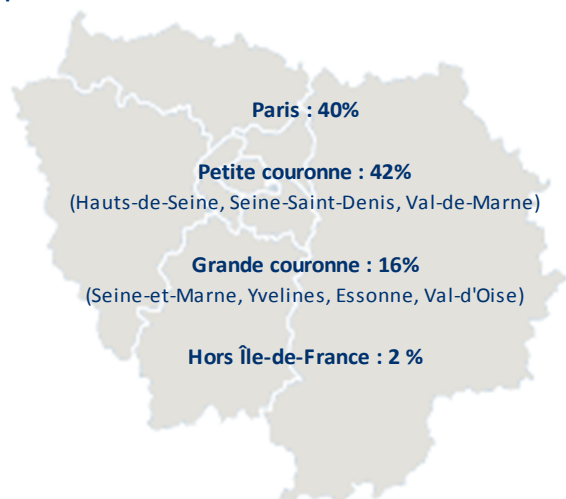 Paris : 40%
Petite couronne : 42%
(Hauts-de-Seine, Seine-Saint-Denis, Val-de-Marne)
Grande couronne : 16%
(Seine-et-Marne, Yvelines, Essonne, Val-d'Oise)
Hors Île-de-France : 2 %